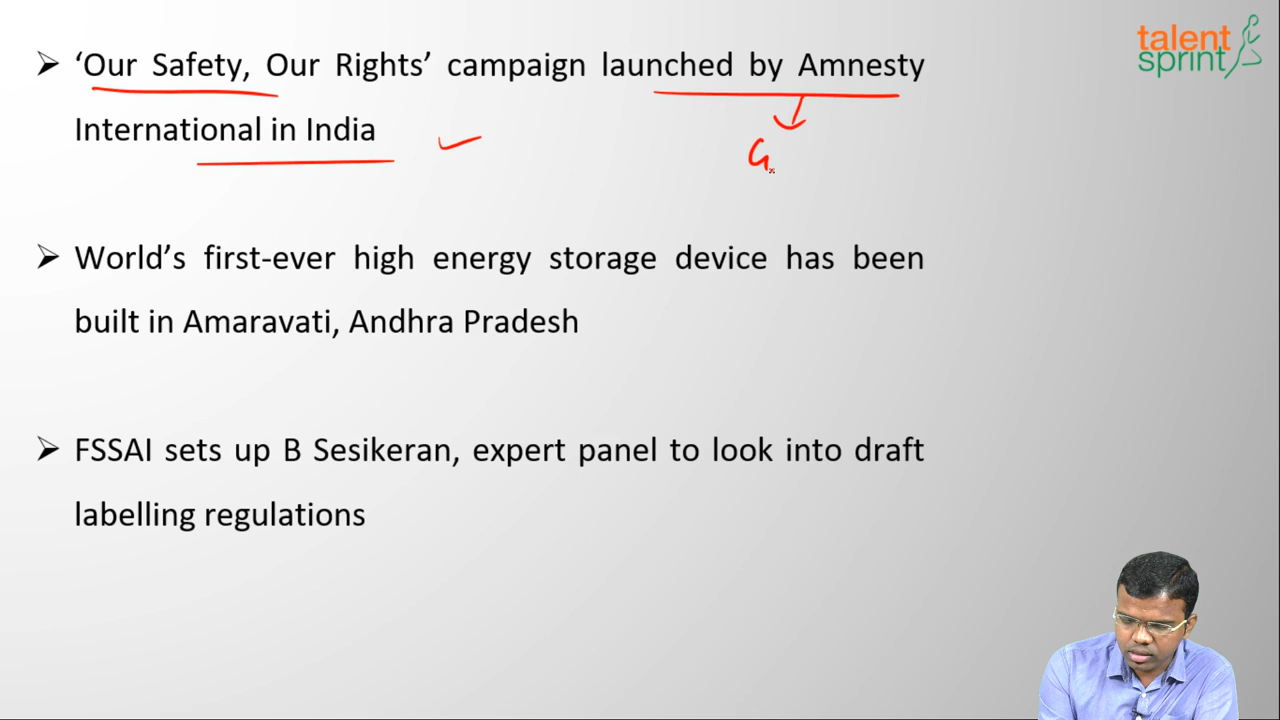 ‘Our Safety, Our Rights’ campaign launched by Amnesty
International in India
G
World’s first-ever high energy storage device has been
built in Amaravati, Andhra Pradesh
FSSAI sets up B Sesikeran, expert panel to look into draft
labelling regulations
talent
sprint